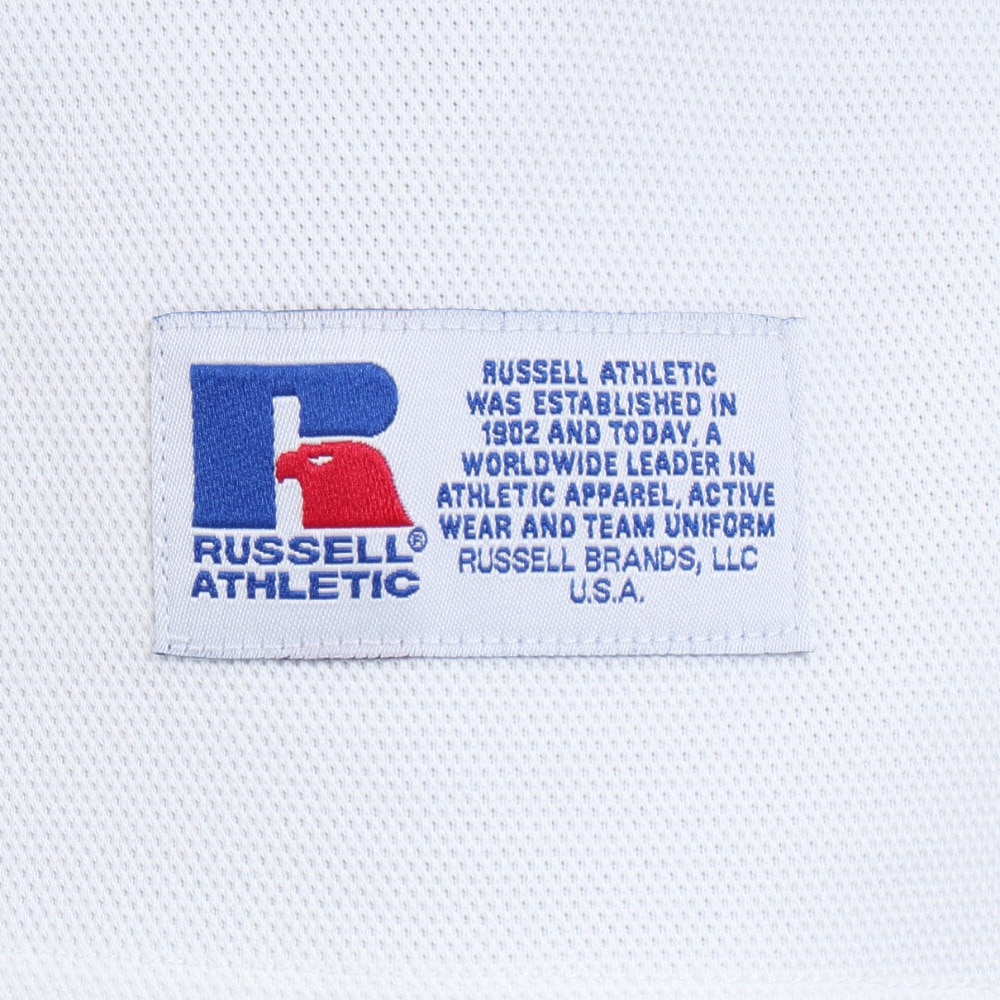 RUSSELL®
ATHLETIC
RUSSELL ATHLETIC
WAS ESTABLISHED IN
1902 AND TODAY, A
WORLDWIDE LEADER IN
ATHLETIC APPAREL, ACTIVE
WEAR AND TEAM UNIFORM
RUSSELL BRANDS, LLC
U.S.A.